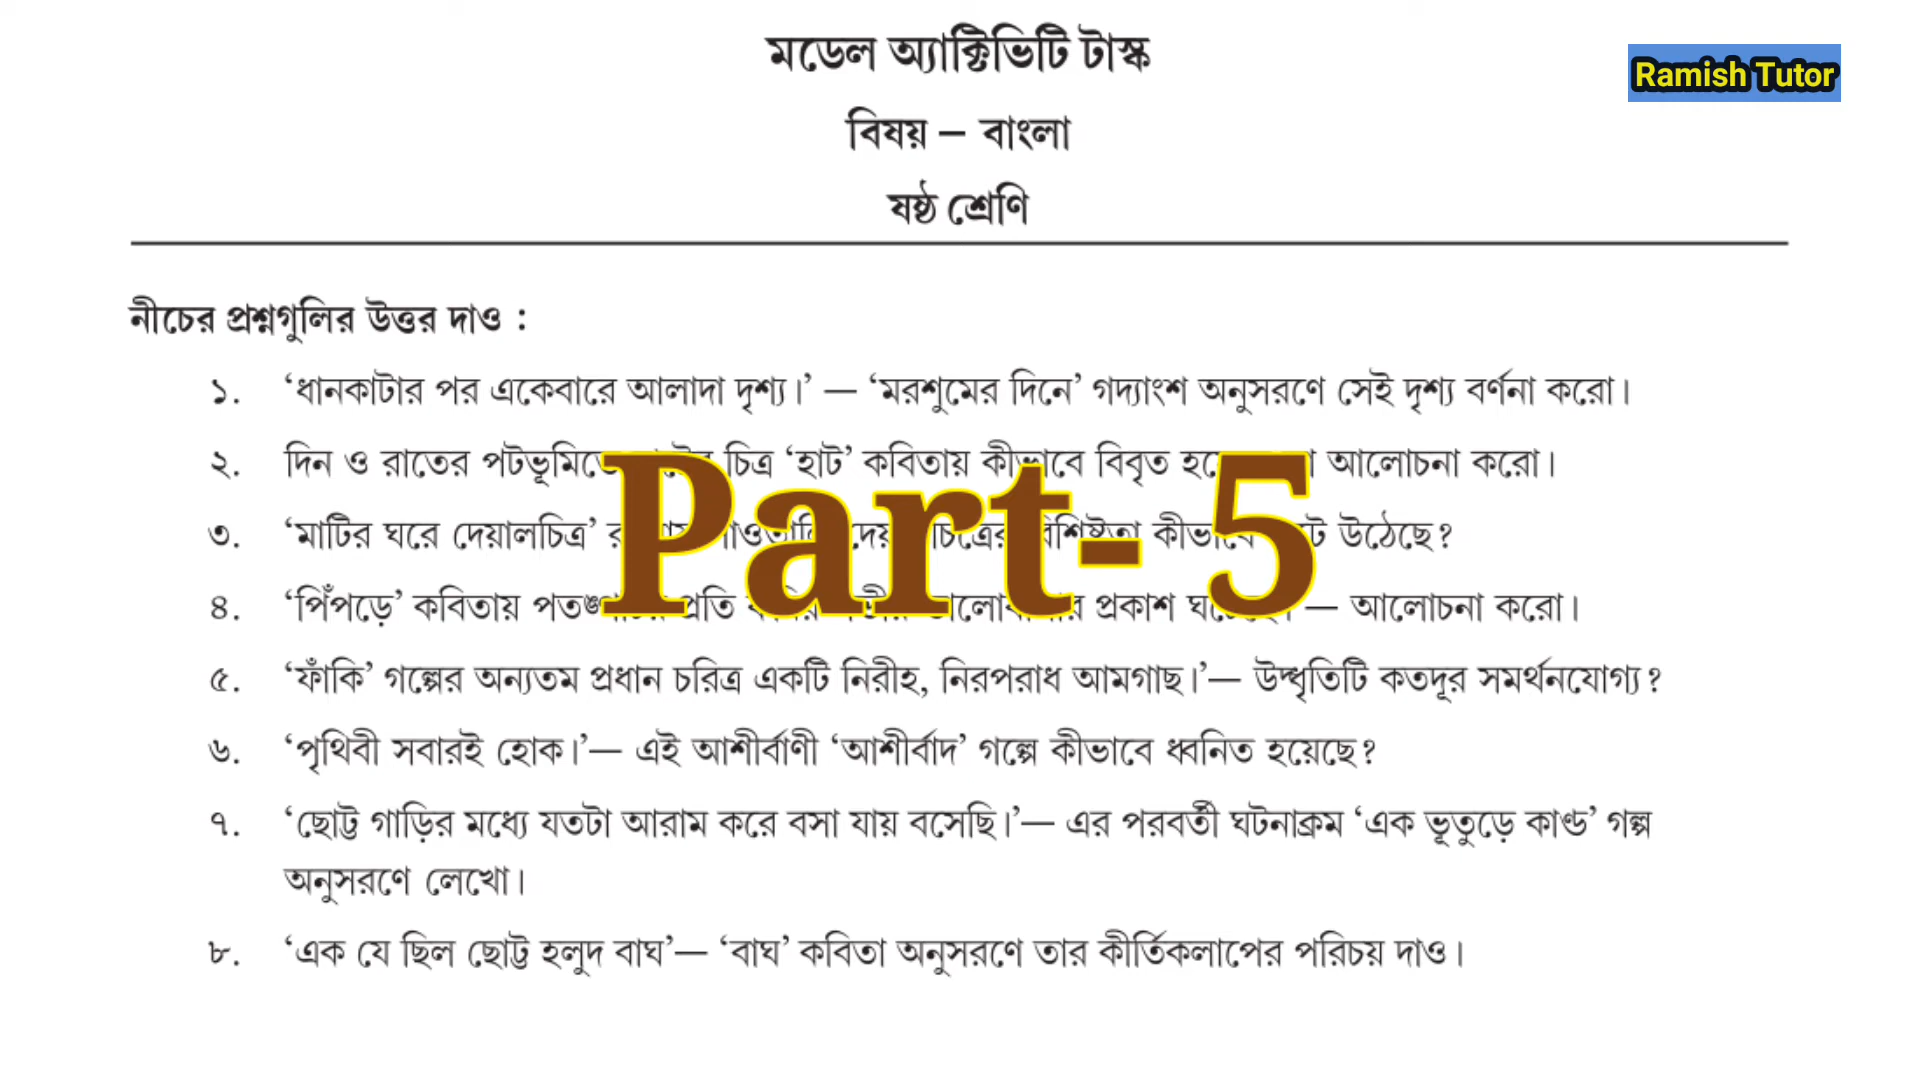 মডেল অ্যাক্টিভিটি টাস্ক
Ramish Tutor
বিষয় – বাংলা
ষষ্ঠ শ্রেণি
নীচের প্রশ্নগুলির উত্তর দাও :
১. ‘ধানকাটার পর একেবারে আলাদা দৃশ্য।’ — ‘মরশুমের দিনে’ গদ্যাংশ অনুসরণে সেই দৃশ্য বর্ণনা করো।
২. দিন ও রাতের পটভূমিতে চিত্র ‘হাট’ কবিতায় কীভাবে বিবৃত আলোচনা করো।
৩. ‘মাটির ঘরে দেয়ালচিত্র’ কীভাবে উঠেছে?
৪. ‘পিঁপড়ে’ কবিতায় প্রতি প্রকাশ — আলোচনা করো।
Part- 5
৫. ‘ফাঁকি’ গল্পের অন্যতম প্রধান চরিত্র একটি নিরীহ, নিরপরাধ আমগাছ।’— উদ্ধৃতিটি কতদূর সমর্থনযোগ্য?
৬. ‘পৃথিবী সবারই হোক।’— এই আশীর্বাণী ‘আশীর্বাদ’ গল্পে কীভাবে ধ্বনিত হয়েছে?
৭. ‘ছোট্ট গাড়ির মধ্যে যতটা আরাম করে বসা যায় বসেছি।’— এর পরবর্তী ঘটনাক্রম ‘এক ভূতুড়ে কাণ্ড’ গল্প
অনুসরণে লেখো।
৮. ‘এক যে ছিল ছোট্ট হলুদ বাঘ’— ‘বাঘ’ কবিতা অনুসরণে তার কীর্তিকলাপের পরিচয় দাও।